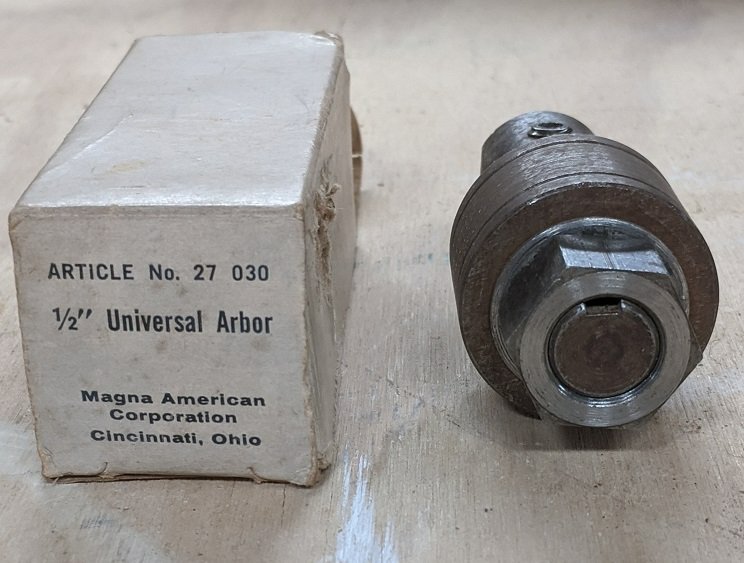 ARTICLE No. 27 030
½" Universal Arbor
Magna American
Corporation
Cincinnati, Ohio